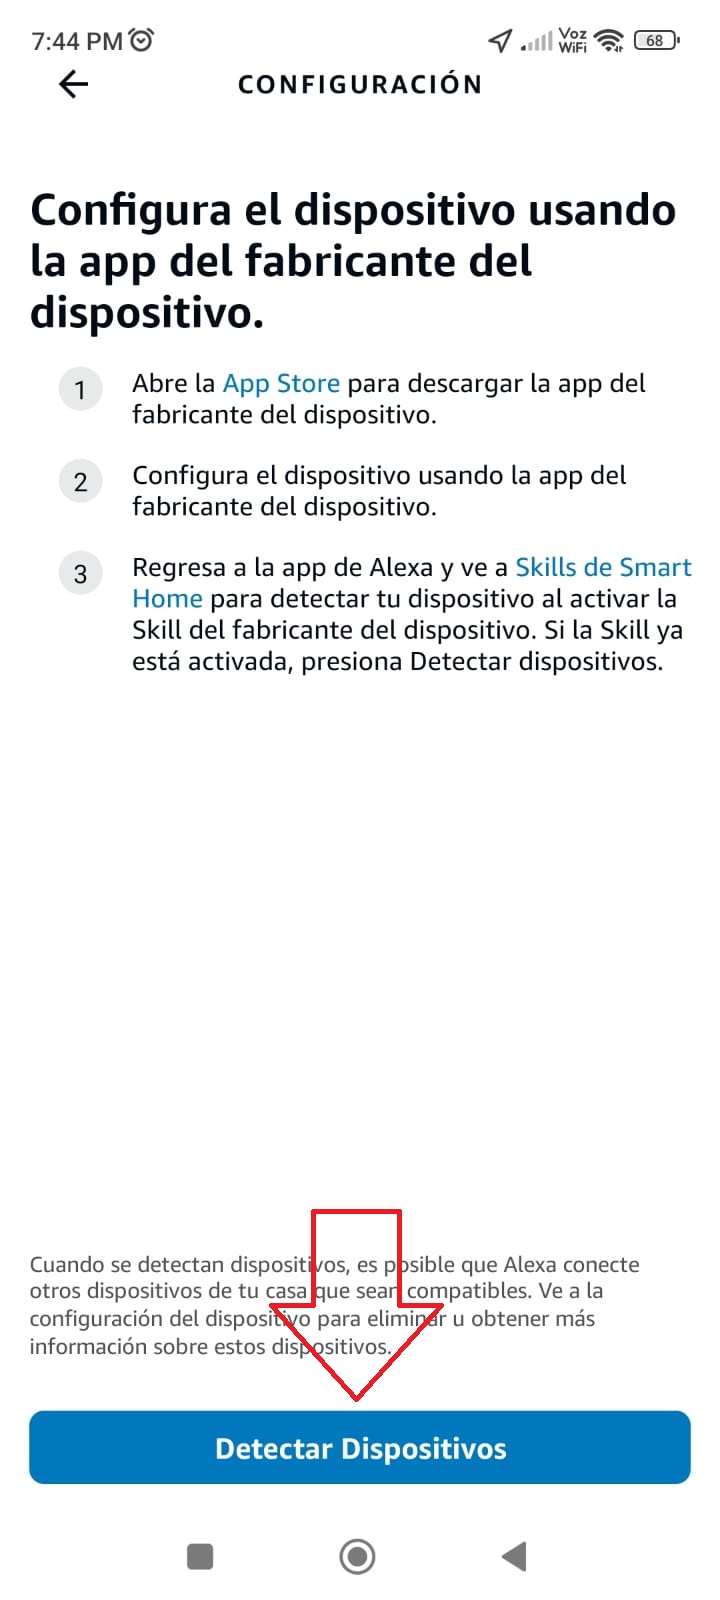 7:44 PM
Voz
WiFi
68
CONFIGURACIÓN
Configura el dispositivo usando
la app del fabricante del
dispositivo.
1
Abre la App Store para descargar la app del
fabricante del dispositivo.
2
Configura el dispositivo usando la app del
fabricante del dispositivo.
3
Regresa a la app de Alexa y ve a Skills de Smart
Home para detectar tu dispositivo al activar la
Skill del fabricante del dispositivo. Si la Skill ya
está activada, presiona Detectar dispositivos.
Cuando se detectan dispositivos, es posible que Alexa conecte
otros dispositivos de tu casa que sean compatibles. Ve a la
configuración del dispositivo para eliminar u obtener más
información sobre estos dispositivos.
Detectar Dispositivos